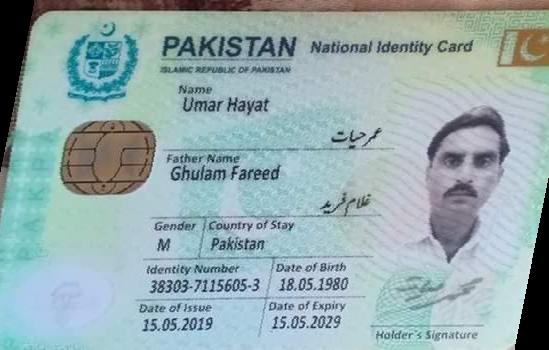 PAKISTAN National Identity Card
ISLAMIC REPUBLIC OF PAKISTAN
Name
Umar Hayat
عمر حیات
Father Name
Ghulam Fareed
غلام فرید
Gender Country of Stay
M Pakistan
Identity Number Date of Birth
38303-7115605-3 18.05.1980
Date of Issue Date of Expiry
15.05.2019 15.05.2029
Holder's Signature